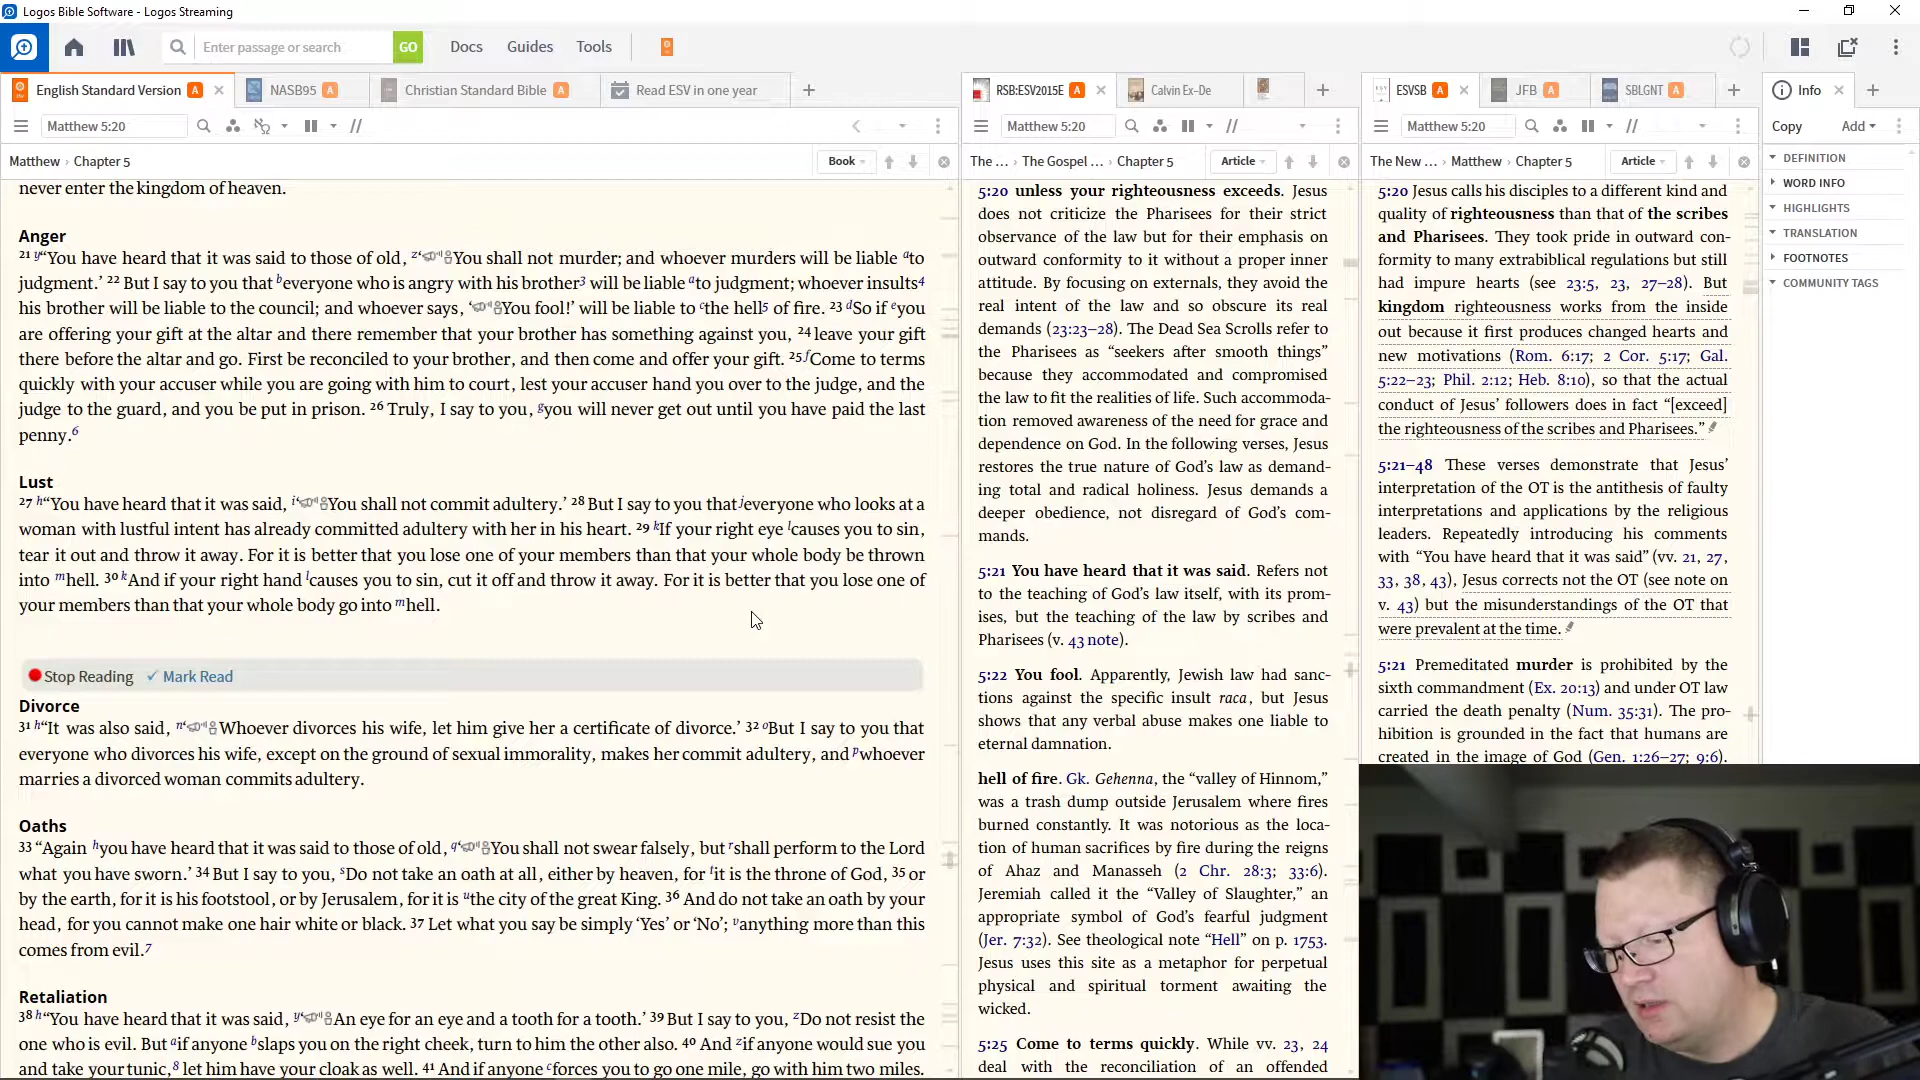 Logos Bible Software - Logos Streaming
Enter passage or search
GO
Docs
Guides
Tools
English Standard Version A
NASB95 A
Christian Standard Bible A
Read ESV in one year
RSB:ESV2015E A
Calvin Ex-De
ESVSB A
JFB A
SBLGNT A
Info
Matthew 5:20
Matthew 5:20
Matthew 5:20
Copy
Add
Matthew › Chapter 5
Book
The ... › The Gospel ... › Chapter 5
Article
The New ... › Matthew › Chapter 5
Article
never enter the kingdom of heaven.
Anger
21 y“You have heard that it was said to those of old, z‘You shall not murder; and whoever murders will be liable a to
judgment.’ 22 But I say to you that b everyone who is angry with his brother3 will be liable a to judgment; whoever insults4
his brother will be liable to the council; and whoever says, ‘You fool!’ will be liable to c the hell5 of fire. 23 d So if e you
are offering your gift at the altar and there remember that your brother has something against you, 24 leave your gift
there before the altar and go. First be reconciled to your brother, and then come and offer your gift. 25 f Come to terms
quickly with your accuser while you are going with him to court, lest your accuser hand you over to the judge, and the
judge to the guard, and you be put in prison. 26 Truly, I say to you, g you will never get out until you have paid the last
penny.6
Lust
27 h“You have heard that it was said, i‘You shall not commit adultery.’ 28 But I say to you that j everyone who looks at a
woman with lustful intent has already committed adultery with her in his heart. 29 k If your right eye l causes you to sin,
tear it out and throw it away. For it is better that you lose one of your members than that your whole body be thrown
into m hell. 30 k And if your right hand l causes you to sin, cut it off and throw it away. For it is better that you lose one of
your members than that your whole body go into m hell.
Stop Reading ✓ Mark Read
Divorce
31 h“It was also said, n‘Whoever divorces his wife, let him give her a certificate of divorce.’ 32 o But I say to you that
everyone who divorces his wife, except on the ground of sexual immorality, makes her commit adultery, and p whoever
marries a divorced woman commits adultery.
Oaths
33 “Again h you have heard that it was said to those of old, q‘You shall not swear falsely, but r shall perform to the Lord
what you have sworn.’ 34 But I say to you, s Do not take an oath at all, either by heaven, for t it is the throne of God, 35 or
by the earth, for it is his footstool, or by Jerusalem, for it is u the city of the great King. 36 And do not take an oath by your
head, for you cannot make one hair white or black. 37 Let what you say be simply ‘Yes’ or ‘No’; v anything more than this
comes from evil.7
Retaliation
38 h“You have heard that it was said, y‘An eye for an eye and a tooth for a tooth.’ 39 But I say to you, z Do not resist the
one who is evil. But a if anyone b slaps you on the right cheek, turn to him the other also. 40 And z if anyone would sue you
and take your tunic,8 let him have your cloak as well. 41 And if anyone c forces you to go one mile, go with him two miles.
5:20 unless your righteousness exceeds. Jesus
does not criticize the Pharisees for their strict
observance of the law but for their emphasis on
outward conformity to it without a proper inner
attitude. By focusing on externals, they avoid the
real intent of the law and so obscure its real
demands (23:23–28). The Dead Sea Scrolls refer to
the Pharisees as “seekers after smooth things”
because they accommodated and compromised
the law to fit the realities of life. Such accommoda-
tion removed awareness of the need for grace and
dependence on God. In the following verses, Jesus
restores the true nature of God’s law as demand-
ing total and radical holiness. Jesus demands a
deeper obedience, not disregard of God’s com-
mands.
5:21 You have heard that it was said. Refers not
to the teaching of God’s law itself, with its prom-
ises, but the teaching of the law by scribes and
Pharisees (v. 43 note).
5:22 You fool. Apparently, Jewish law had sanc-
tions against the specific insult raca, but Jesus
shows that any verbal abuse makes one liable to
eternal damnation.
hell of fire. Gk. Gehenna, the “valley of Hinnom,”
was a trash dump outside Jerusalem where fires
burned constantly. It was notorious as the loca-
tion of human sacrifices by fire during the reigns
of Ahaz and Manasseh (2 Chr. 28:3; 33:6).
Jeremiah called it the “Valley of Slaughter,” an
appropriate symbol of God’s fearful judgment
(Jer. 7:32). See theological note “Hell” on p. 1753.
Jesus uses this site as a metaphor for perpetual
physical and spiritual torment awaiting the
wicked.
5:25 Come to terms quickly. While vv. 23, 24
deal with the reconciliation of an offended
5:20 Jesus calls his disciples to a different kind and
quality of righteousness than that of the scribes
and Pharisees. They took pride in outward con-
formity to many extrabiblical regulations but still
had impure hearts (see 23:5, 23, 27–28). But
kingdom righteousness works from the inside
out because it first produces changed hearts and
new motivations (Rom. 6:17; 2 Cor. 5:17; Gal.
5:22–23; Phil. 2:12; Heb. 8:10), so that the actual
conduct of Jesus’ followers does in fact “[exceed]
the righteousness of the scribes and Pharisees.”
5:21–48 These verses demonstrate that Jesus’
interpretation of the OT is the antithesis of faulty
interpretations and applications by the religious
leaders. Repeatedly introducing his comments
with “You have heard that it was said” (vv. 21, 27,
33, 38, 43), Jesus corrects not the OT (see note on
v. 43) but the misunderstandings of the OT that
were prevalent at the time.
5:21 Premeditated murder is prohibited by the
sixth commandment (Ex. 20:13) and under OT law
carried the death penalty (Num. 35:31). The pro-
hibition is grounded in the fact that humans are
created in the image of God (Gen. 1:26–27; 9:6).
DEFINITION
WORD INFO
HIGHLIGHTS
TRANSLATION
FOOTNOTES
COMMUNITY TAGS